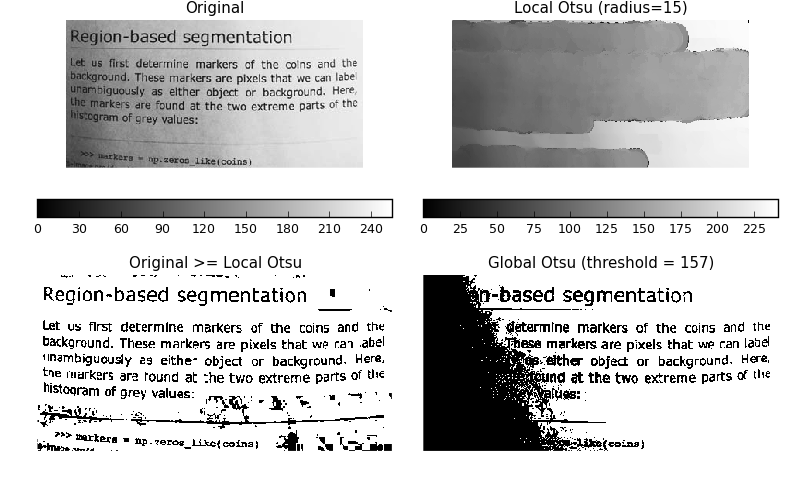 Original
Local Otsu (radius=15)
Region-based segmentation
Let us first determine markers of the coins and the
background. These markers are pixels that we can label
unambiguously as either object or background. Here,
the markers are found at the two extreme parts of the
histogram of grey values:
>>> markers = np.zeros_like(coins)
0 30 60 90 120 150 180 210 240
0 25 50 75 100 125 150 175 200 225
Original >= Local Otsu
Global Otsu (threshold = 157)
Region-based segmentation
Let us first determine markers of the coins and the
background. These markers are pixels that we can label
unambiguously as either object or background. Here,
the markers are found at the two extreme parts of the
histogram of grey values:
>>> markers = np.zeros_like(coins)
on-based segmentation
determine markers of the coins and the
These markers are pixels that we can label
as either object or background. Here,
found at the two extreme parts of the
values:
like(coins)